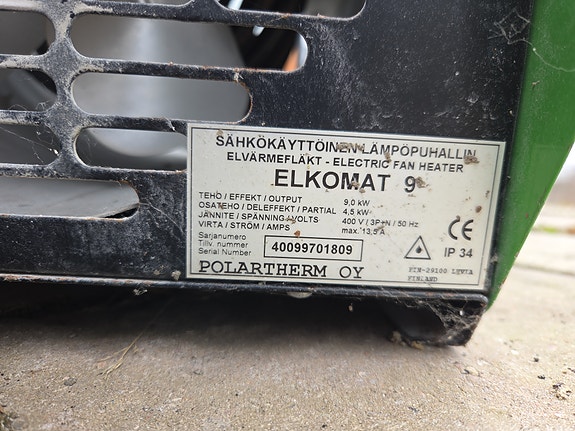 SÄHKÖKÄYTTÖINEN LÄMPÖPUHALLIN
ELVÄRMEFLÄKT - ELECTRIC FAN HEATER
ELKOMAT 9
TEHO / EFFEKT / OUTPUT 9,0 kW
OSATEHO / DELEFFEKT / PARTIAL 4,5 kW
JÄNNITE / SPÄNNING / VOLTS 400 V / 3P+N / 50 Hz
VIRTA / STRÖM / AMPS max. 13,5 A
Sarjanumero
Tillv. nummer
Serial Number
40099701809
CE
IP 34
POLARTHERM OY
FIN-29100 LUVIA
FINLAND